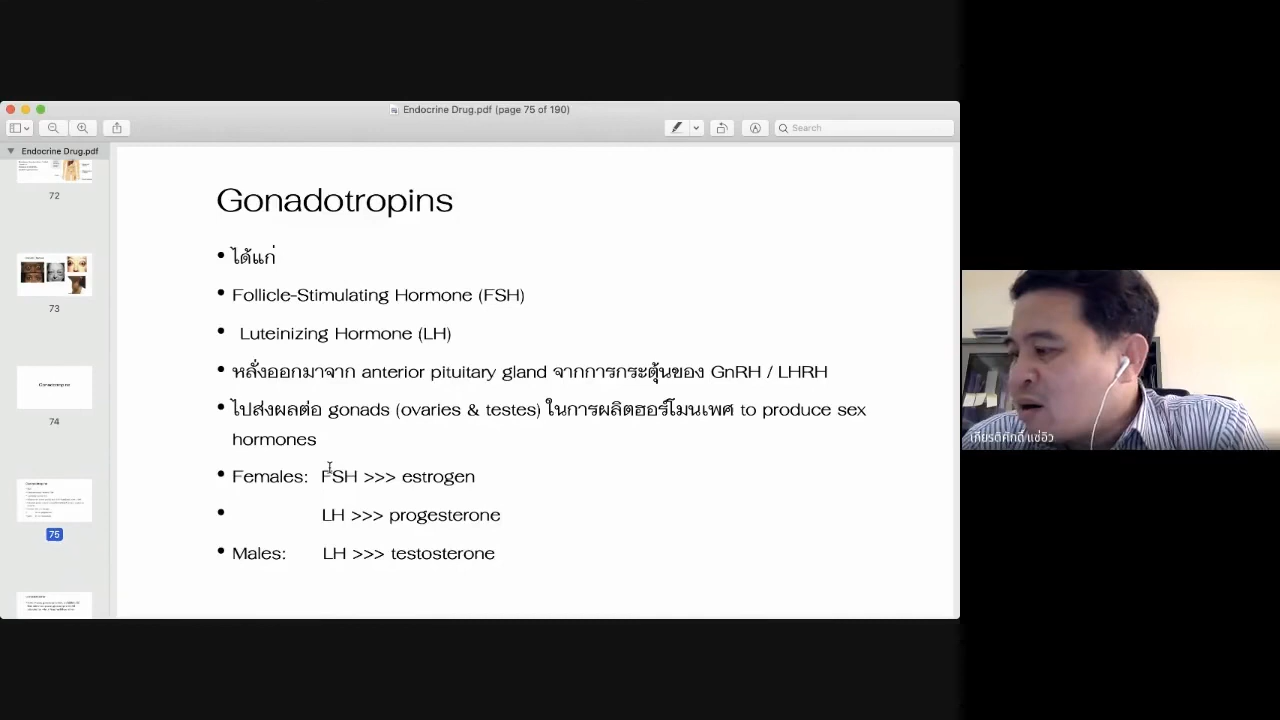 Endocrine Drug.pdf (page 75 of 190)
Search
Endocrine Drug.pdf
72
73
Gonadotropins
74
75
Gonadotropins
• ได้แก่
• Follicle-Stimulating Hormone (FSH)
• Luteinizing Hormone (LH)
• หลั่งออกมาจาก anterior pituitary gland จากการกระตุ้นของ GnRH / LHRH
• ไปส่งผลต่อ gonads (ovaries & testes) ในการผลิตฮอร์โมนเพศ to produce sex
hormones
• Females: FSH >>> estrogen
• LH >>> progesterone
• Males: LH >>> testosterone
เกียรติศักดิ์ แซ่อิว